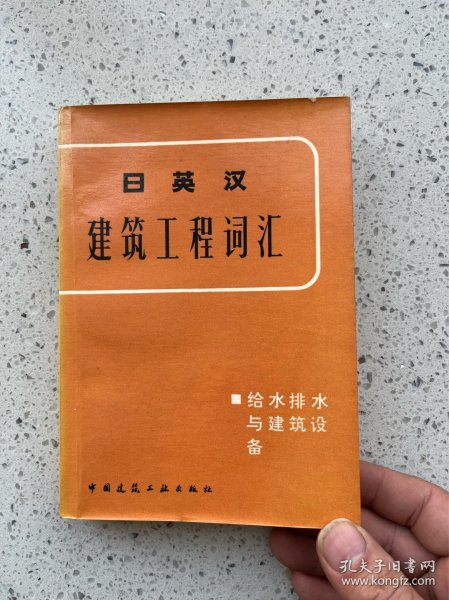 日英汉
建筑工程词汇
■给水排水
与建筑设
备
中国建筑工业出版社
孔夫子旧书网
www.kongfz.com